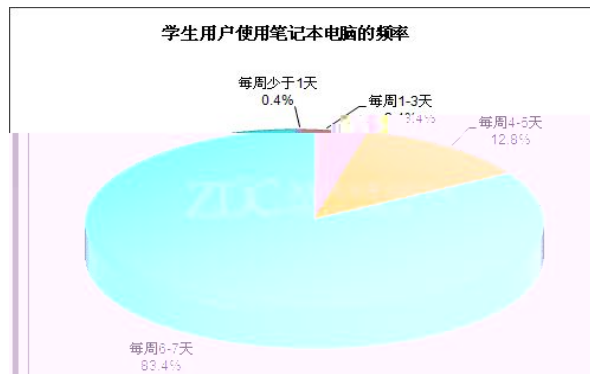 学生用户使用笔记本电脑的频率
每周少于1天
0.4%
每周1-3天
每周4-5天
12.8%
ZDC
每周6-7天
83.4%